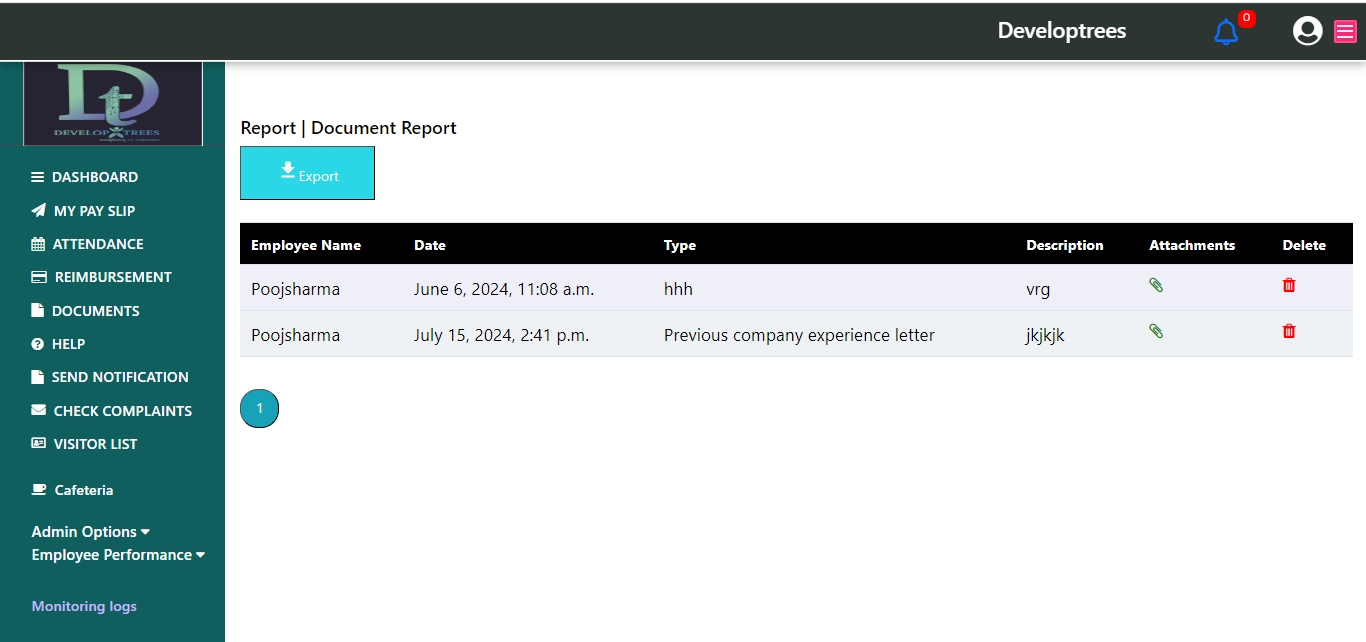 Developtrees
0
Dt
DEVELOP TREES
Report | Document Report
Export
DASHBOARD
MY PAY SLIP
ATTENDANCE
REIMBURSEMENT
DOCUMENTS
HELP
SEND NOTIFICATION
CHECK COMPLAINTS
VISITOR LIST
Cafeteria
Admin Options
Employee Performance
Monitoring logs
Employee Name Date Type Description Attachments Delete
Poojsharma June 6, 2024, 11:08 a.m. hhh vrg
Poojsharma July 15, 2024, 2:41 p.m. Previous company experience letter jkjkjk
1